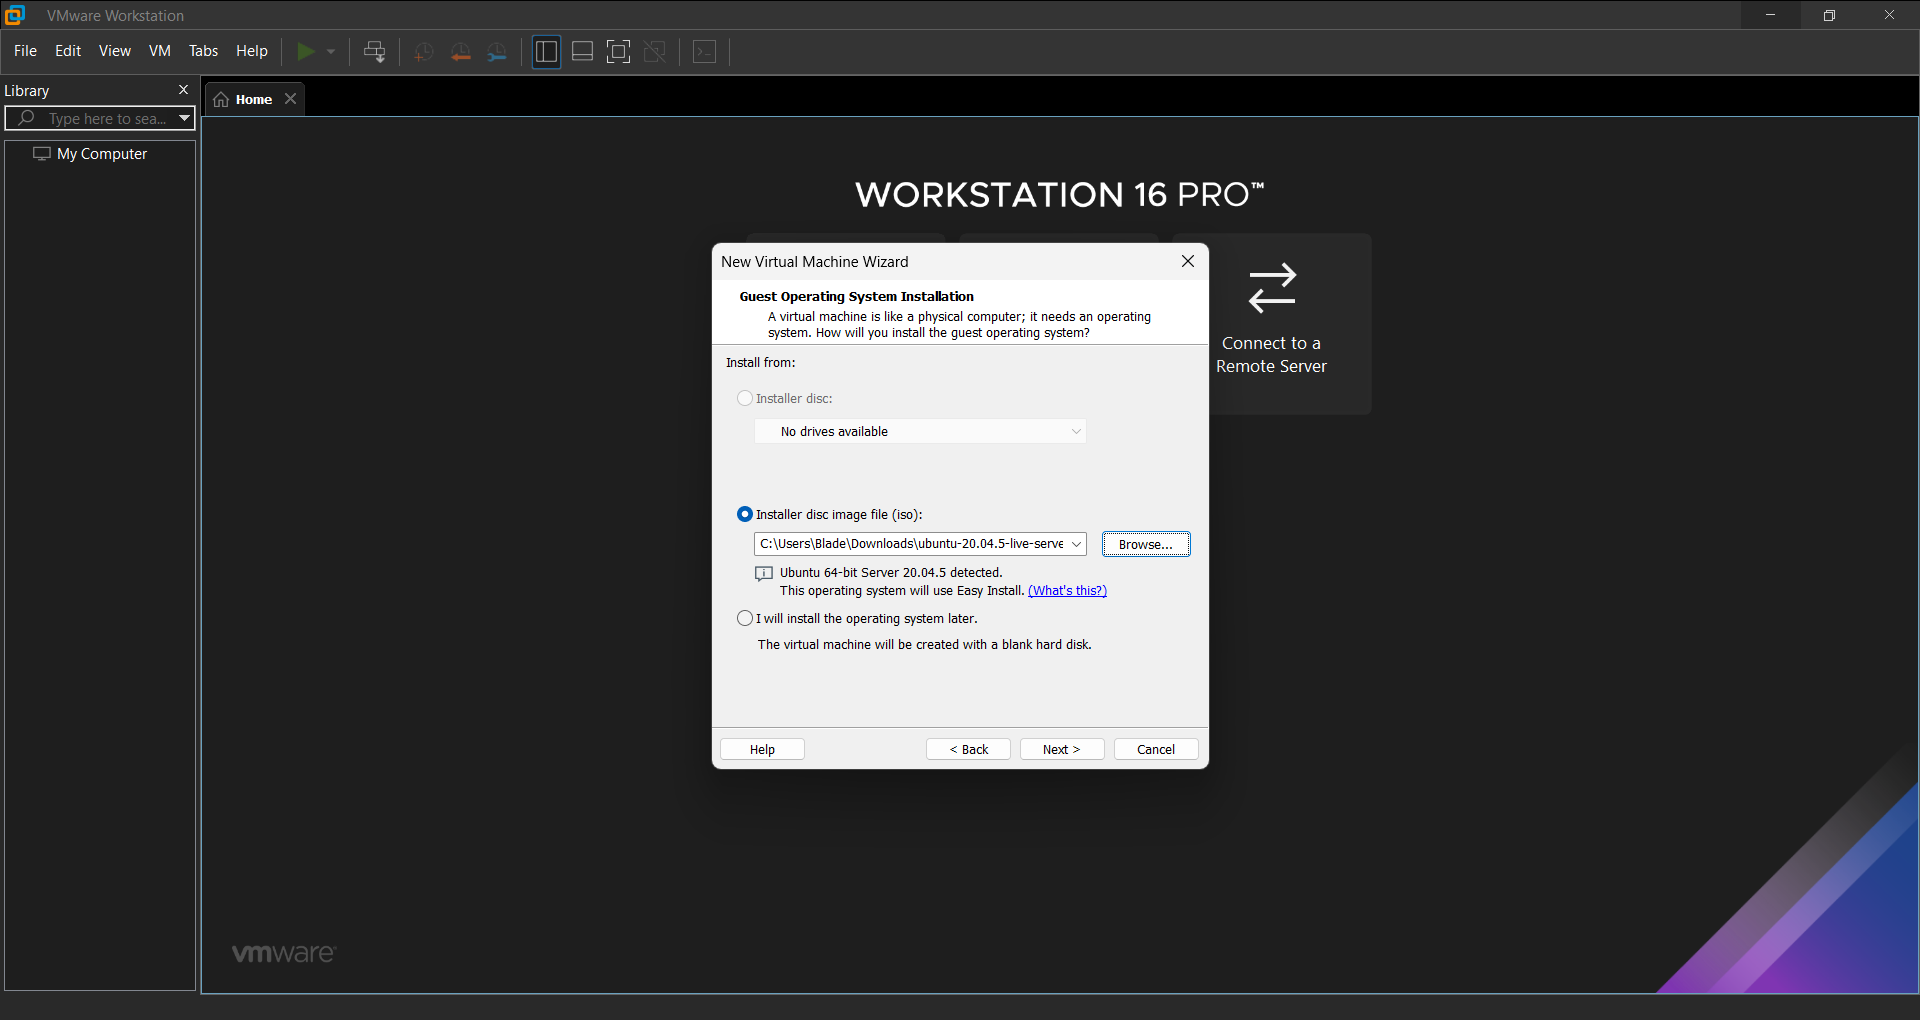 VMware Workstation
File Edit View VM Tabs Help
Library
Home
Type here to sea...
My Computer
WORKSTATION 16 PRO™
New Virtual Machine Wizard
Guest Operating System Installation
A virtual machine is like a physical computer; it needs an operating
system. How will you install the guest operating system?
Install from:
Installer disc:
No drives available
Installer disc image file (iso):
C:\Users\Blade\Downloads\ubuntu-20.04.5-live-serve
Browse...
Ubuntu 64-bit Server 20.04.5 detected.
This operating system will use Easy Install. (What's this?)
I will install the operating system later.
The virtual machine will be created with a blank hard disk.
Help < Back Next > Cancel
Connect to a
Remote Server
vmware